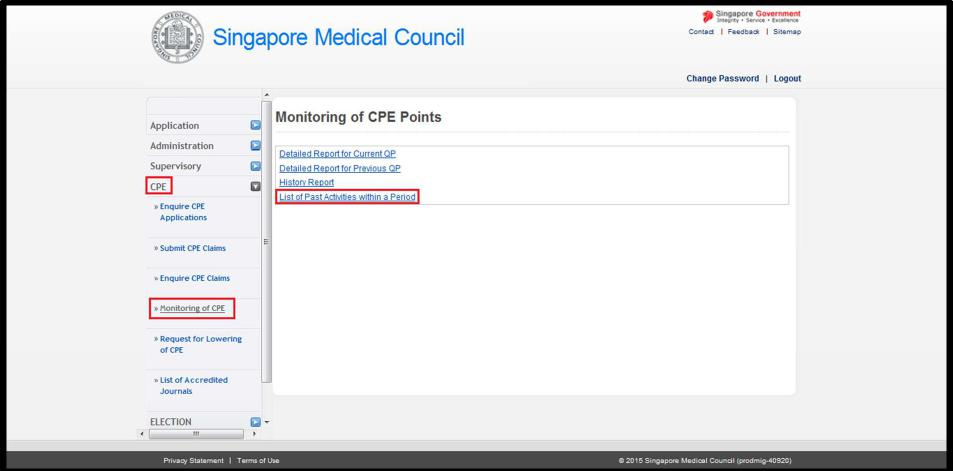 SINGAPORE MEDICAL COUNCIL
Singapore Medical Council
Singapore Government
Integrity • Service • Excellence
Contact | Feedback | Sitemap
Change Password | Logout
Application
Administration
Supervisory
CPE
» Enquire CPE
Applications
» Submit CPE Claims
» Enquire CPE Claims
» Monitoring of CPE
» Request for Lowering
of CPE
» List of Accredited
Journals
ELECTION
Monitoring of CPE Points
Detailed Report for Current QP
Detailed Report for Previous QP
History Report
List of Past Activities within a Period
Privacy Statement | Terms of Use
© 2015 Singapore Medical Council (prodmig-40920)